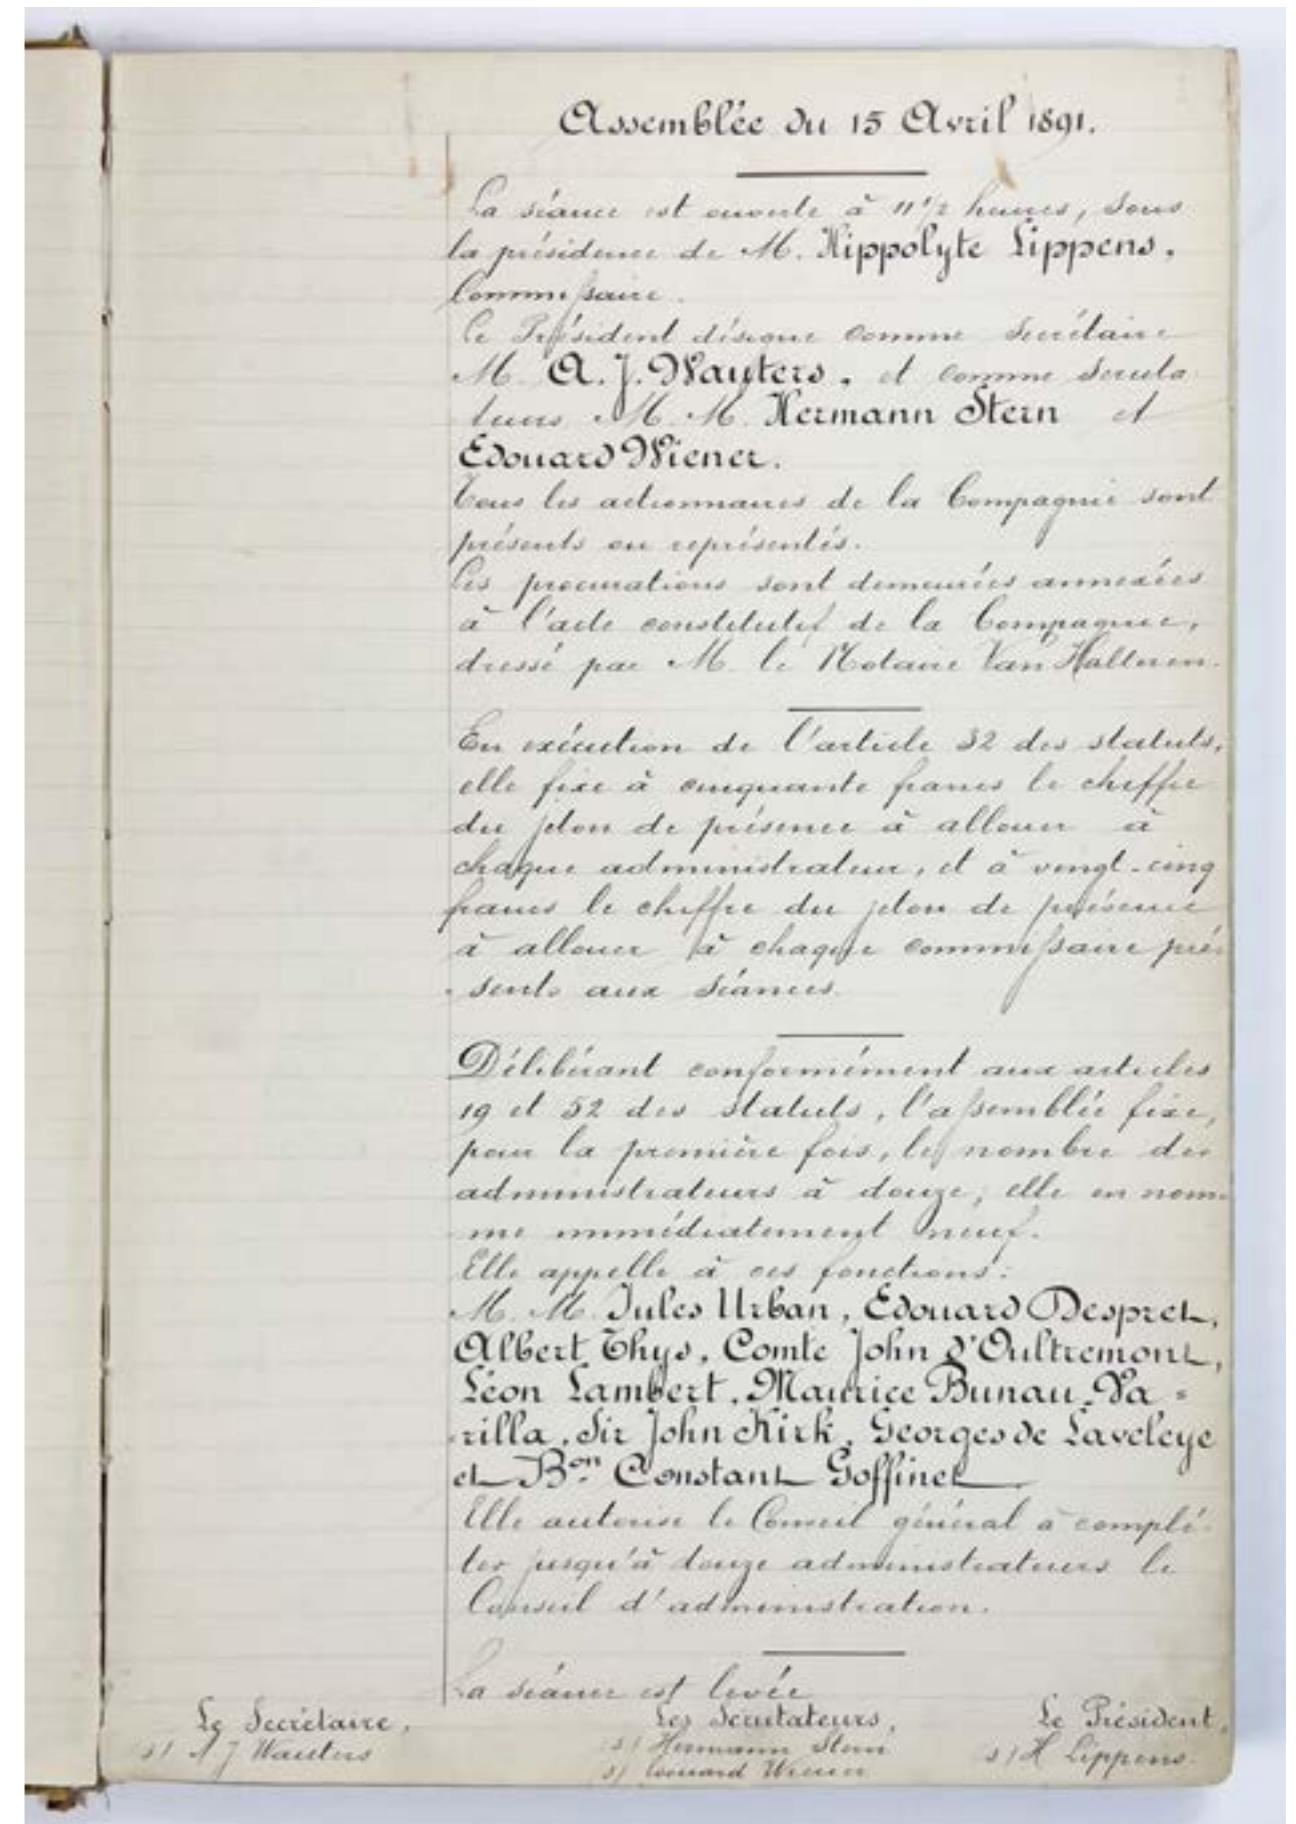 Assemblée du 15 Avril 1891.
La séance est ouverte à 11 1/2 heures, sous
la présidence de M. Hippolyte Lippens,
Commissaire.
Le Président désigne comme Secrétaire
M. A. J. Wauters, et comme Scruta-
teurs M. M. Hermann Stern et
Edouard Wiener.
Tous les actionnaires de la Compagnie sont
présents ou représentés.
Les procurations sont demeurées annexées
à l'acte constitutif de la Compagnie,
dressé par M. le Notaire Van Halteren.
En exécution de l'article 32 des statuts,
elle fixe à cinquante francs le chiffre
du jeton de présence à allouer à
chaque administrateur, et à vingt-cinq
francs le chiffre du jeton de présence
à allouer à chaque commissaire pré-
sents aux séances.
Délibérant conformément aux articles
19 et 52 des statuts, l'assemblée fixe,
pour la première fois, le nombre des
administrateurs à douze; elle en nom-
me immédiatement neuf.
Elle appelle à ces fonctions:
M. M. Jules Urban, Edouard Despret,
Albert Thys, Comte John d'Oultremont,
Léon Lambert, Maurice Bunau-Va=
rilla, Sir John Kirk, Georges de Laveleye
et Bon Constant Goffinet
Elle autorise le Conseil général à complé-
ter jusqu'à douze administrateurs le
Conseil d'administration.
La séance est levée
Le Secrétaire, Les Scrutateurs, Le Président,
s/ A J Wauters s/ Hermann Stern s/ H Lippens
s/ Edouard Wiener